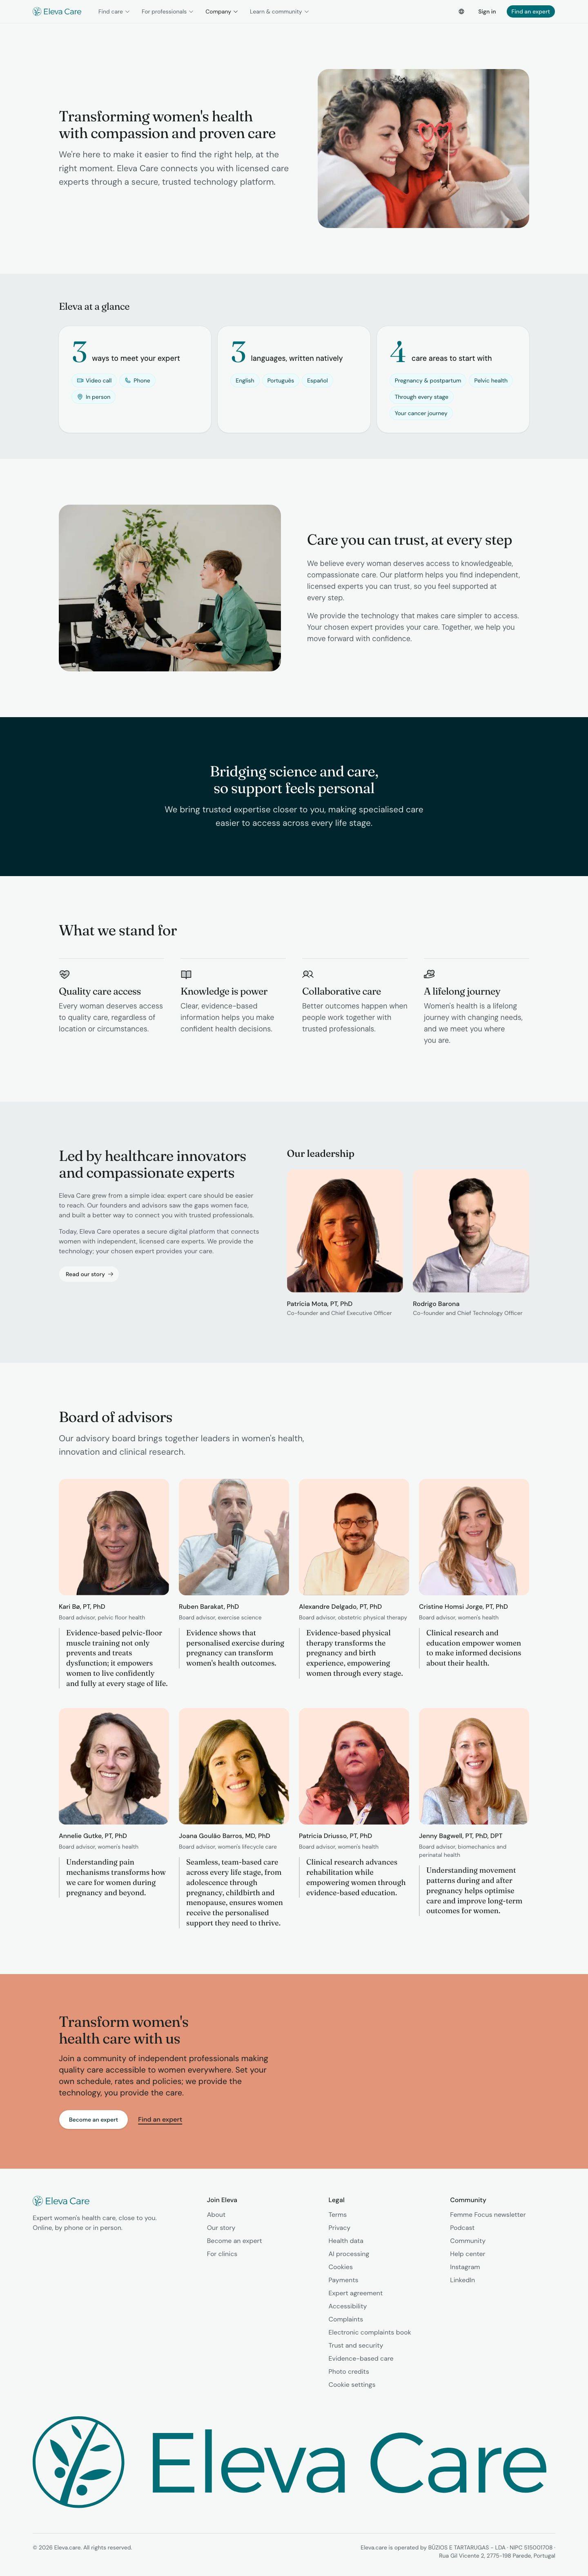 Eleva Care
Find care
For professionals
Company
Learn & community
Sign in
Find an expert
Transforming women's health
with compassion and proven care
We're here to make it easier to find the right help, at the
right moment. Eleva Care connects you with licensed care
experts through a secure, trusted technology platform.
Eleva at a glance
3 ways to meet your expert
Video call
Phone
In person
3 languages, written natively
English
Português
Español
4 care areas to start with
Pregnancy & postpartum
Pelvic health
Through every stage
Your cancer journey
Care you can trust, at every step
We believe every woman deserves access to knowledgeable,
compassionate care. Our platform helps you find independent,
licensed experts you can trust, so you feel supported at
every step.
We provide the technology that makes care simpler to access.
Your chosen expert provides your care. Together, we help you
move forward with confidence.
Bridging science and care,
so support feels personal
We bring trusted expertise closer to you, making specialised care
easier to access across every life stage.
What we stand for
Quality care access
Every woman deserves access
to quality care, regardless of
location or circumstances.
Knowledge is power
Clear, evidence-based
information helps you make
confident health decisions.
Collaborative care
Better outcomes happen when
people work together with
trusted professionals.
A lifelong journey
Women's health is a lifelong
journey with changing needs,
and we meet you where
you are.
Led by healthcare innovators
and compassionate experts
Eleva Care grew from a simple idea: expert care should be easier
to reach. Our founders and advisors saw the gaps women face,
and built a better way to connect you with trusted professionals.
Today, Eleva Care operates a secure digital platform that connects
women with independent, licensed care experts. We provide the
technology; your chosen expert provides your care.
Read our story
Our leadership
Patrícia Mota, PT, PhD
Co-founder and Chief Executive Officer
Rodrigo Barona
Co-founder and Chief Technology Officer
Board of advisors
Our advisory board brings together leaders in women's health,
innovation and clinical research.
Kari Bø, PT, PhD
Board advisor, pelvic floor health
Evidence-based pelvic-floor
muscle training not only
prevents and treats
dysfunction; it empowers
women to live confidently
and fully at every stage of life.
Ruben Barakat, PhD
Board advisor, exercise science
Evidence shows that
personalised exercise during
pregnancy can transform
women's health outcomes.
Alexandre Delgado, PT, PhD
Board advisor, obstetric physical therapy
Evidence-based physical
therapy transforms the
pregnancy and birth
experience, empowering
women through every stage.
Cristine Homsi Jorge, PT, PhD
Board advisor, women's health
Clinical research and
education empower women
to make informed decisions
about their health.
Annelie Gutke, PT, PhD
Board advisor, women's health
Understanding pain
mechanisms transforms how
we care for women during
pregnancy and beyond.
Joana Goulão Barros, MD, PhD
Board advisor, women's lifecycle care
Seamless, team-based care
across every life stage, from
adolescence through
pregnancy, childbirth and
menopause, ensures women
receive the personalised
support they need to thrive.
Patricia Driusso, PT, PhD
Board advisor, women's health
Clinical research advances
rehabilitation while
empowering women through
evidence-based education.
Jenny Bagwell, PT, PhD, DPT
Board advisor, biomechanics and
perinatal health
Understanding movement
patterns during and after
pregnancy helps optimise
care and improve long-term
outcomes for women.
Transform women's
health care with us
Join a community of independent professionals making
quality care accessible to women everywhere. Set your
own schedule, rates and policies; we provide the
technology, you provide the care.
Become an expert
Find an expert
Eleva Care
Expert women's health care, close to you.
Online, by phone or in person.
Join Eleva
About
Our story
Become an expert
For clinics
Legal
Terms
Privacy
Health data
AI processing
Cookies
Payments
Expert agreement
Accessibility
Complaints
Electronic complaints book
Trust and security
Evidence-based care
Photo credits
Cookie settings
Community
Femme Focus newsletter
Podcast
Community
Help center
Instagram
LinkedIn
Eleva Care
© 2026 Eleva.care. All rights reserved.
Eleva.care is operated by BÚZIOS E TARTARUGAS - LDA · NIPC 515001708 ·
Rua Gil Vicente 2, 2775-198 Parede, Portugal